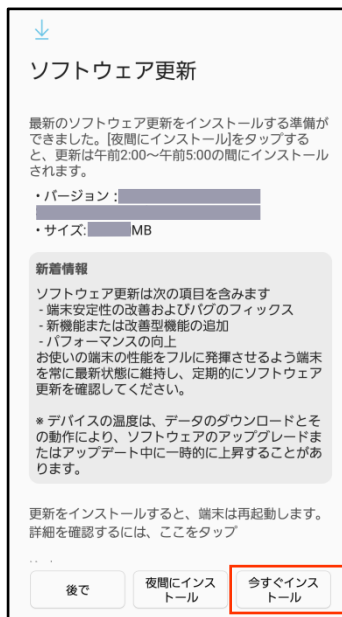 ソフトウェア更新
最新のソフトウェア更新をインストールする準備が
できました。[夜間にインストール]をタップする
と、更新は午前2:00～午前5:00の間にインストール
されます。
・バージョン :
・サイズ: MB
新着情報
ソフトウェア更新は次の項目を含みます
- 端末安定性の改善およびバグのフィックス
- 新機能または改善型機能の追加
- パフォーマンスの向上
お使いの端末の性能をフルに発揮させるよう端末
を常に最新状態に維持し、定期的にソフトウェア
更新を確認してください。
※ デバイスの温度は、データのダウンロードとそ
の動作により、ソフトウェアのアップグレードま
たはアップデート中に一時的に上昇することがあ
ります。
更新をインストールすると、端末は再起動します。
詳細を確認するには、ここをタップ
後で
夜間にインス
トール
今すぐインス
トール